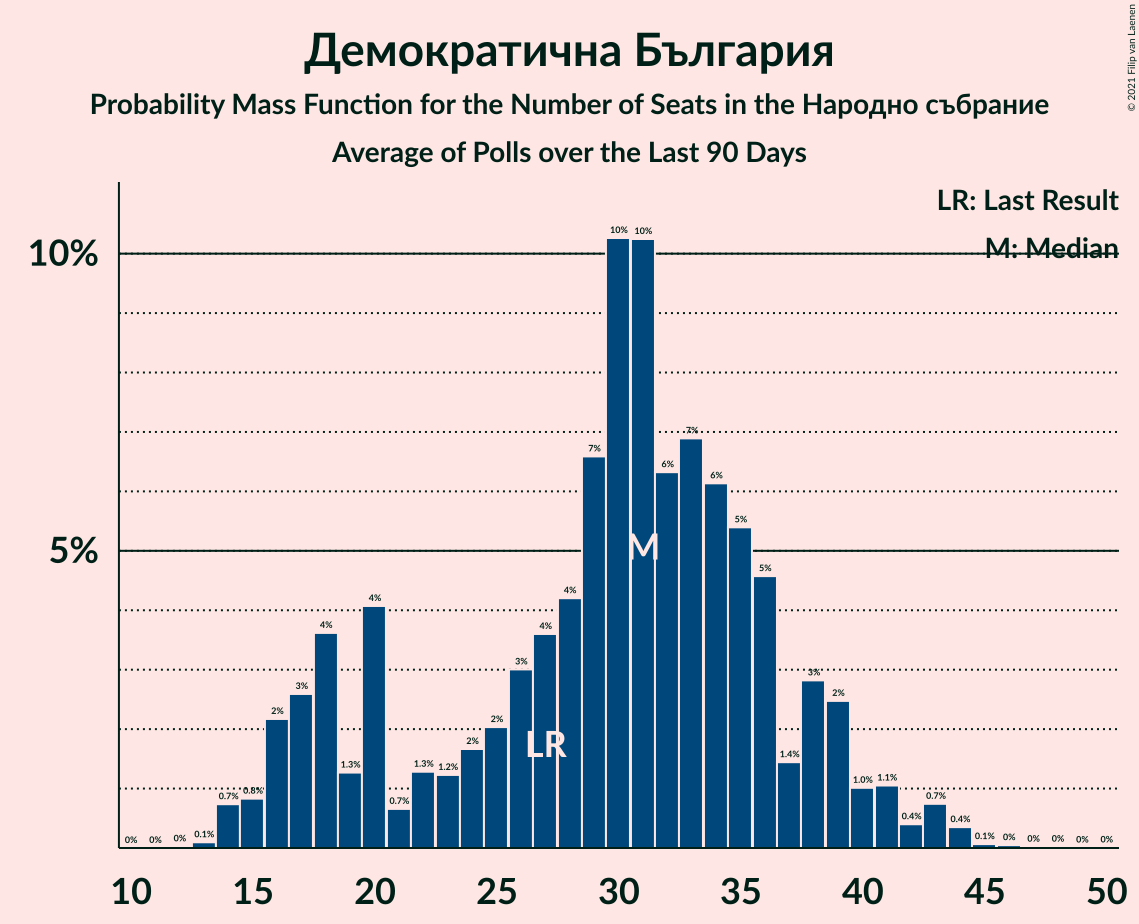 Демократична България
Probability Mass Function for the Number of Seats in the Народно събрание
Average of Polls over the Last 90 Days
© 2021 Filip van Laenen
LR: Last Result
M: Median
10%
5%
0% 0% 0% 0.1% 0.7% 0.8% 2% 3% 4% 1.3% 4% 0.7% 1.3% 1.2% 2% 2% 3% 4% 4% 7% 10% 10% 6% 7% 6% 5% 5% 1.4% 3% 2% 1.0% 1.1% 0.4% 0.7% 0.4% 0.1% 0% 0% 0% 0% 0%
M
LR
10 15 20 25 30 35 40 45 50